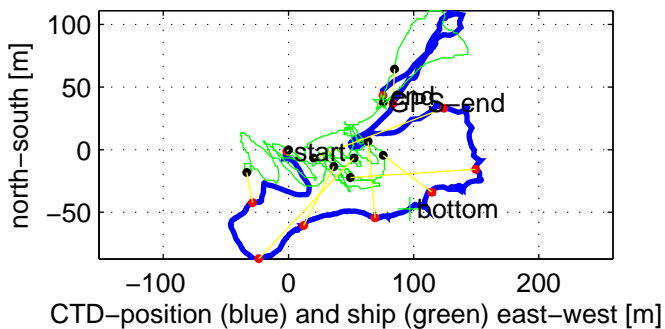 100
50
0
−50
north−south [m]
end
GPS−end
start
bottom
−100
0
100
200
CTD−position (blue) and ship (green) east−west [m]